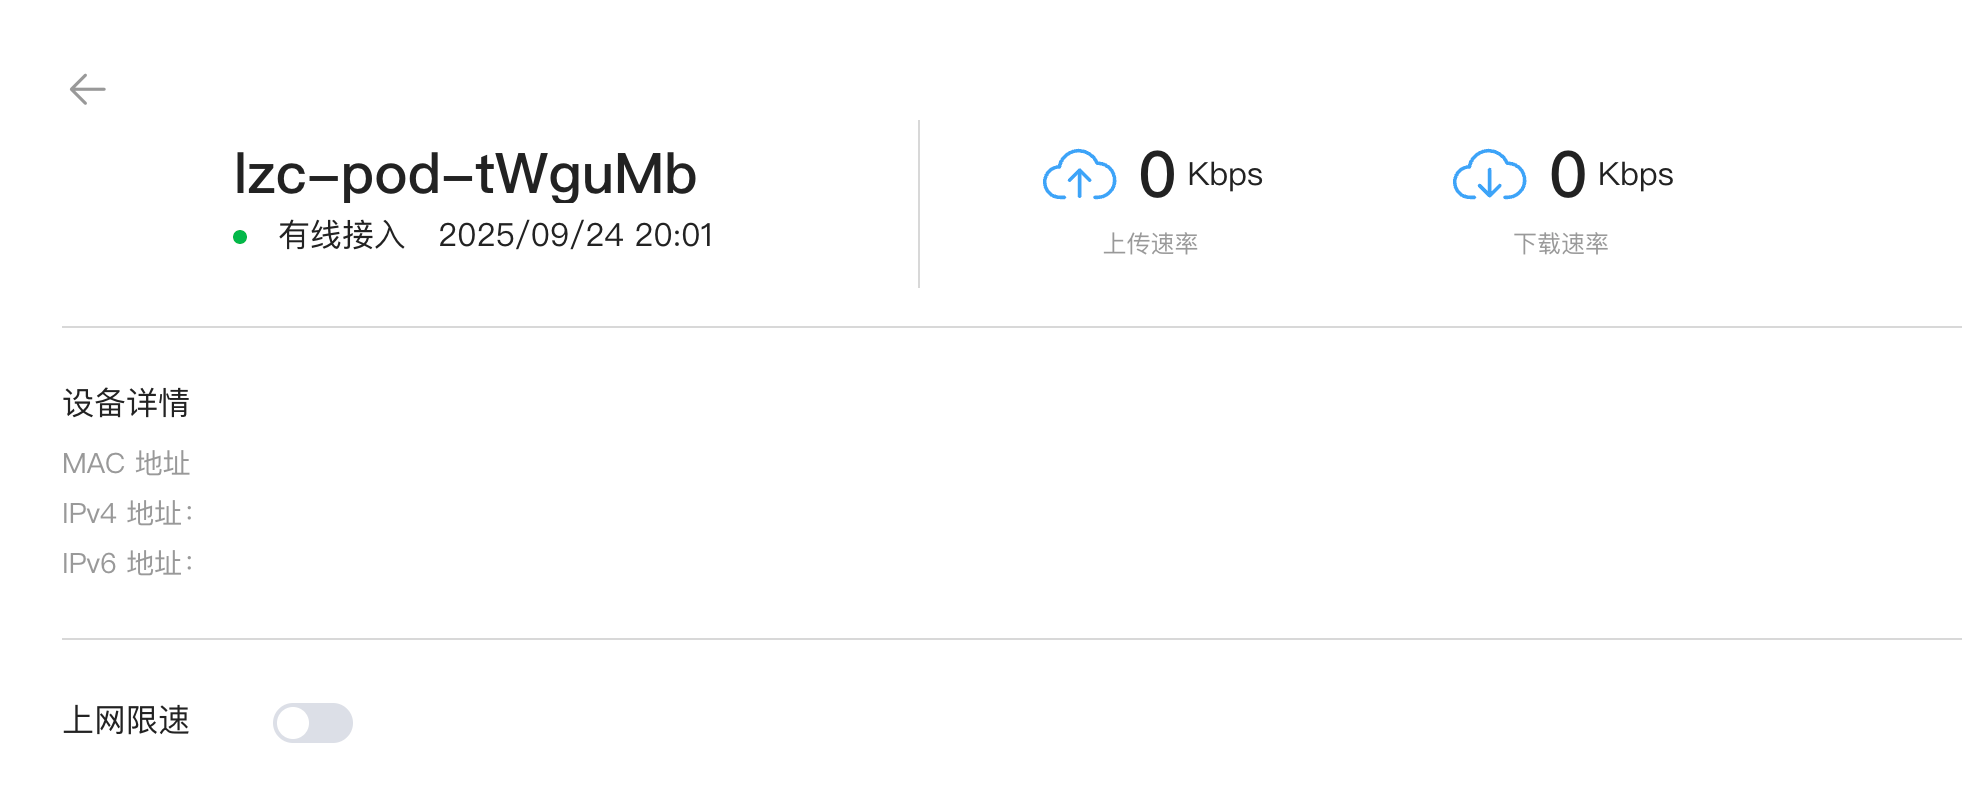 lzc-pod-tWguMb
有线接入 2025/09/24 20:01
0 Kbps
上传速率
0 Kbps
下载速率
设备详情
MAC 地址
IPv4 地址：
IPv6 地址：
上网限速